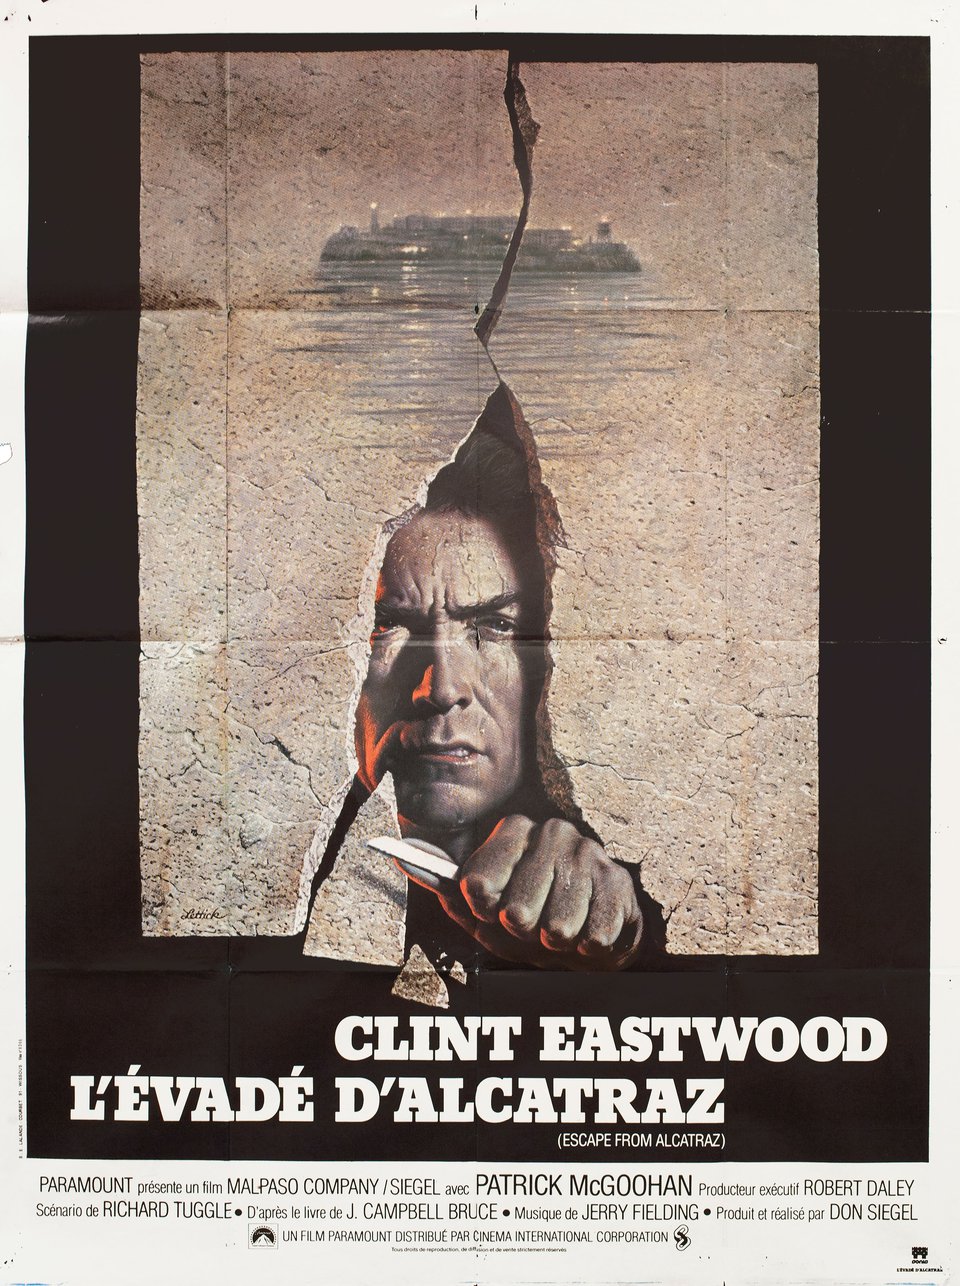 Lettick
CLINT EASTWOOD
L'ÉVADÉ D'ALCATRAZ
(ESCAPE FROM ALCATRAZ)
PARAMOUNT présente un film MALPASO COMPANY / SIEGEL avec PATRICK McGOOHAN Producteur exécutif ROBERT DALEY
Scénario de RICHARD TUGGLE • D'après le livre de J. CAMPBELL BRUCE • Musique de JERRY FIELDING • Produit et réalisé par DON SIEGEL
UN FILM PARAMOUNT DISTRIBUÉ PAR CINEMA INTERNATIONAL CORPORATION
Tous droits de reproduction, de diffusion et de vente strictement réservés
L'ÉVADÉ D'ALCATRAZ